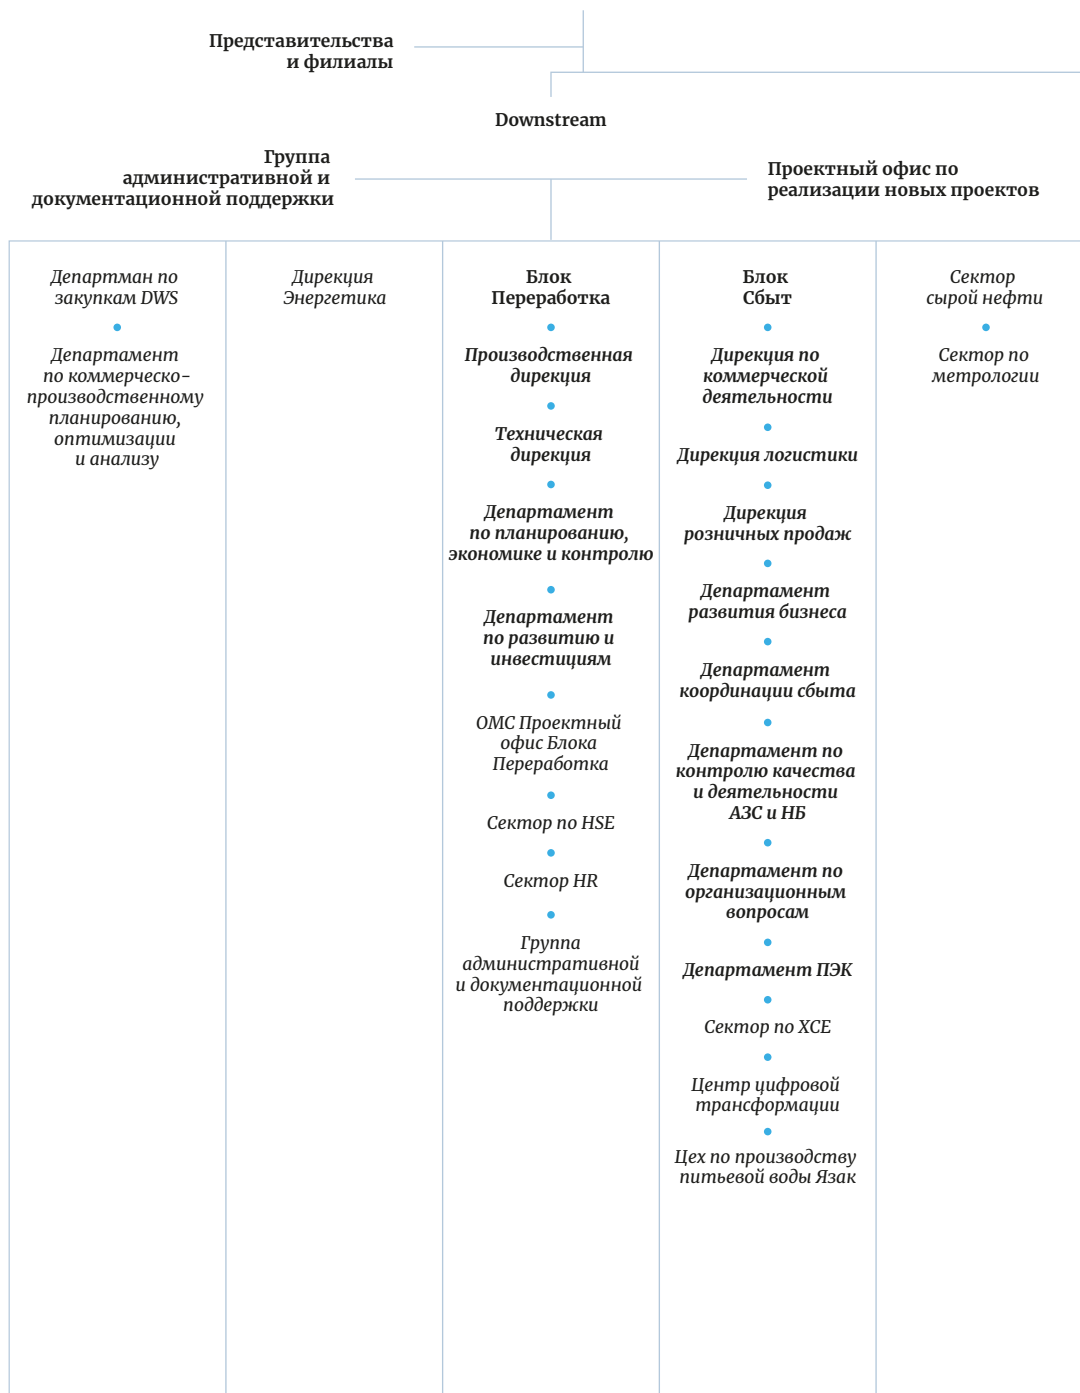 Представительства
и филиалы
Downstream
Группа
административной и
документационной поддержки
Проектный офис по
реализации новых проектов
Департман по
закупкам DWS
Департамент
по коммерческо-
производственному
планированию,
оптимизации
и анализу
Дирекция
Энергетика
Блок
Переработка
Производственная
дирекция
Техническая
дирекция
Департамент
по планированию,
экономике и контролю
Департамент
по развитию и
инвестициям
ОМС Проектный
офис Блока
Переработка
Сектор по HSE
Сектор HR
Группа
административной
и документационной
поддержки
Блок
Сбыт
Дирекция по
коммерческой
деятельности
Дирекция логистики
Дирекция
розничных продаж
Департамент
развития бизнеса
Департамент
координации сбыта
Департамент по
контролю качества
и деятельности
АЗС и НБ
Департамент по
организационным
вопросам
Департамент ПЭК
Сектор по ХСЕ
Центр цифровой
трансформации
Цех по производству
питьевой воды Язак
Сектор
сырой нефти
Сектор по
метрологии